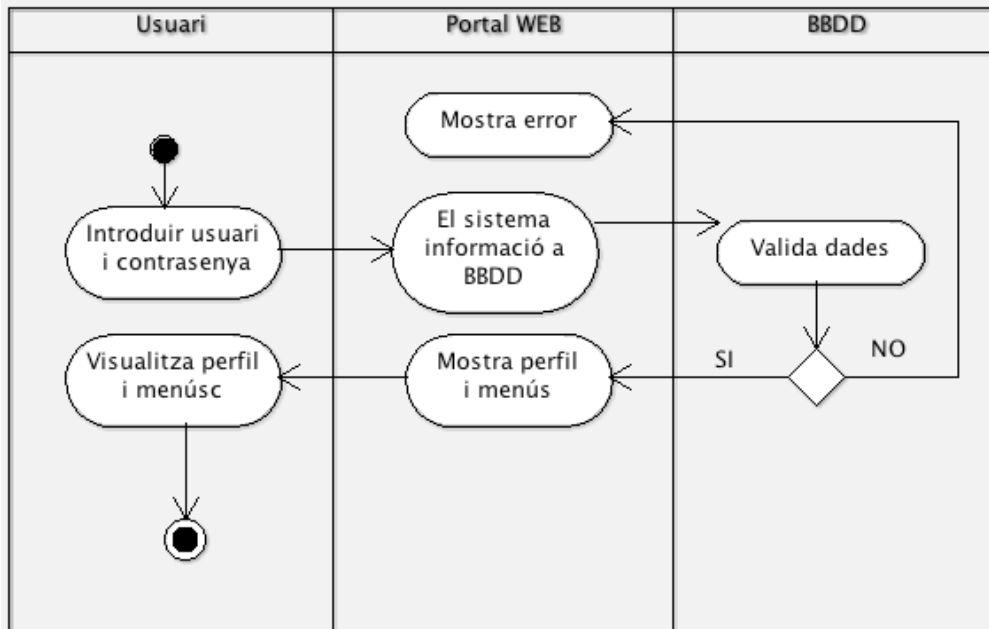 Usuari
Portal WEB
BBDD
Mostra error
Introduir usuari
i contrasenya
El sistema
informació a
BBDD
Valida dades
Visualitza perfil
i menúsc
Mostra perfil
i menús
SI
NO